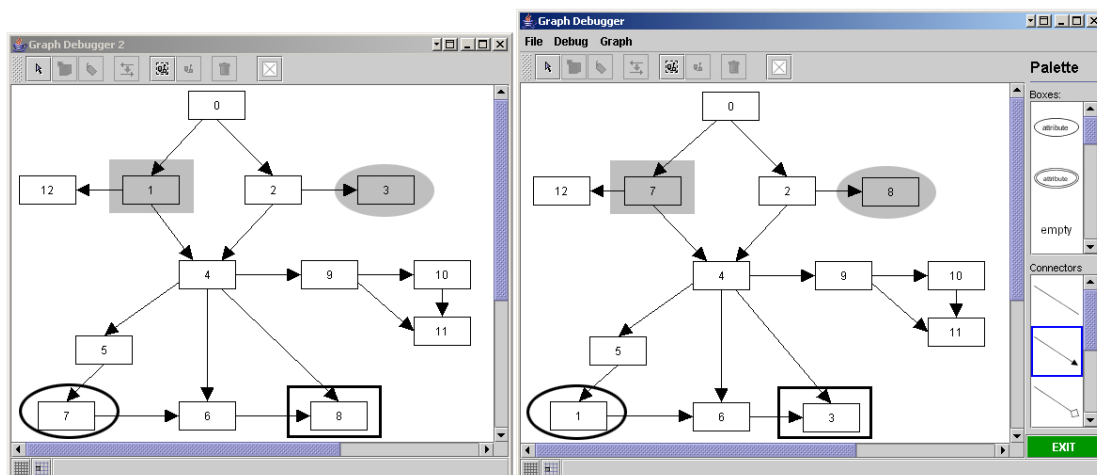 Graph Debugger 2
0
12 1 2 3
4 9 10
11
5
7 6 8
Graph Debugger
File Debug Graph
Palette
Boxes:
attribute
attribute
empty
Connectors
EXIT
0
12 7 2 8
4 9 10
11
5
1 6 3